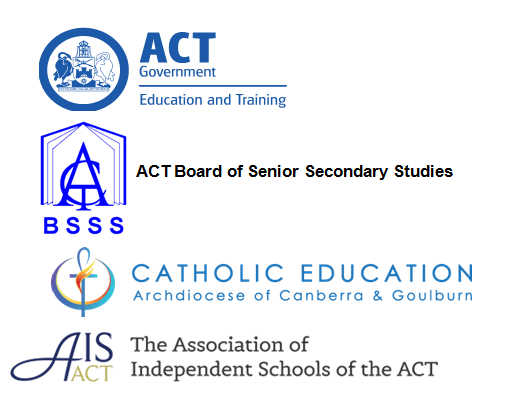 ACT
Government
Education and Training
ACT
BSSS
ACT Board of Senior Secondary Studies
CATHOLIC EDUCATION
Archdiocese of Canberra & Goulburn
AIS
ACT
The Association of
Independent Schools of the ACT